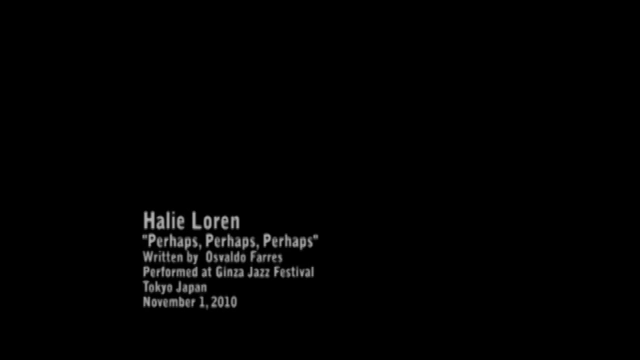 Halie Loren
"Perhaps, Perhaps, Perhaps"
Written by Osvaldo Farres
Performed at Ginza Jazz Festival
Tokyo Japan
November 1, 2010